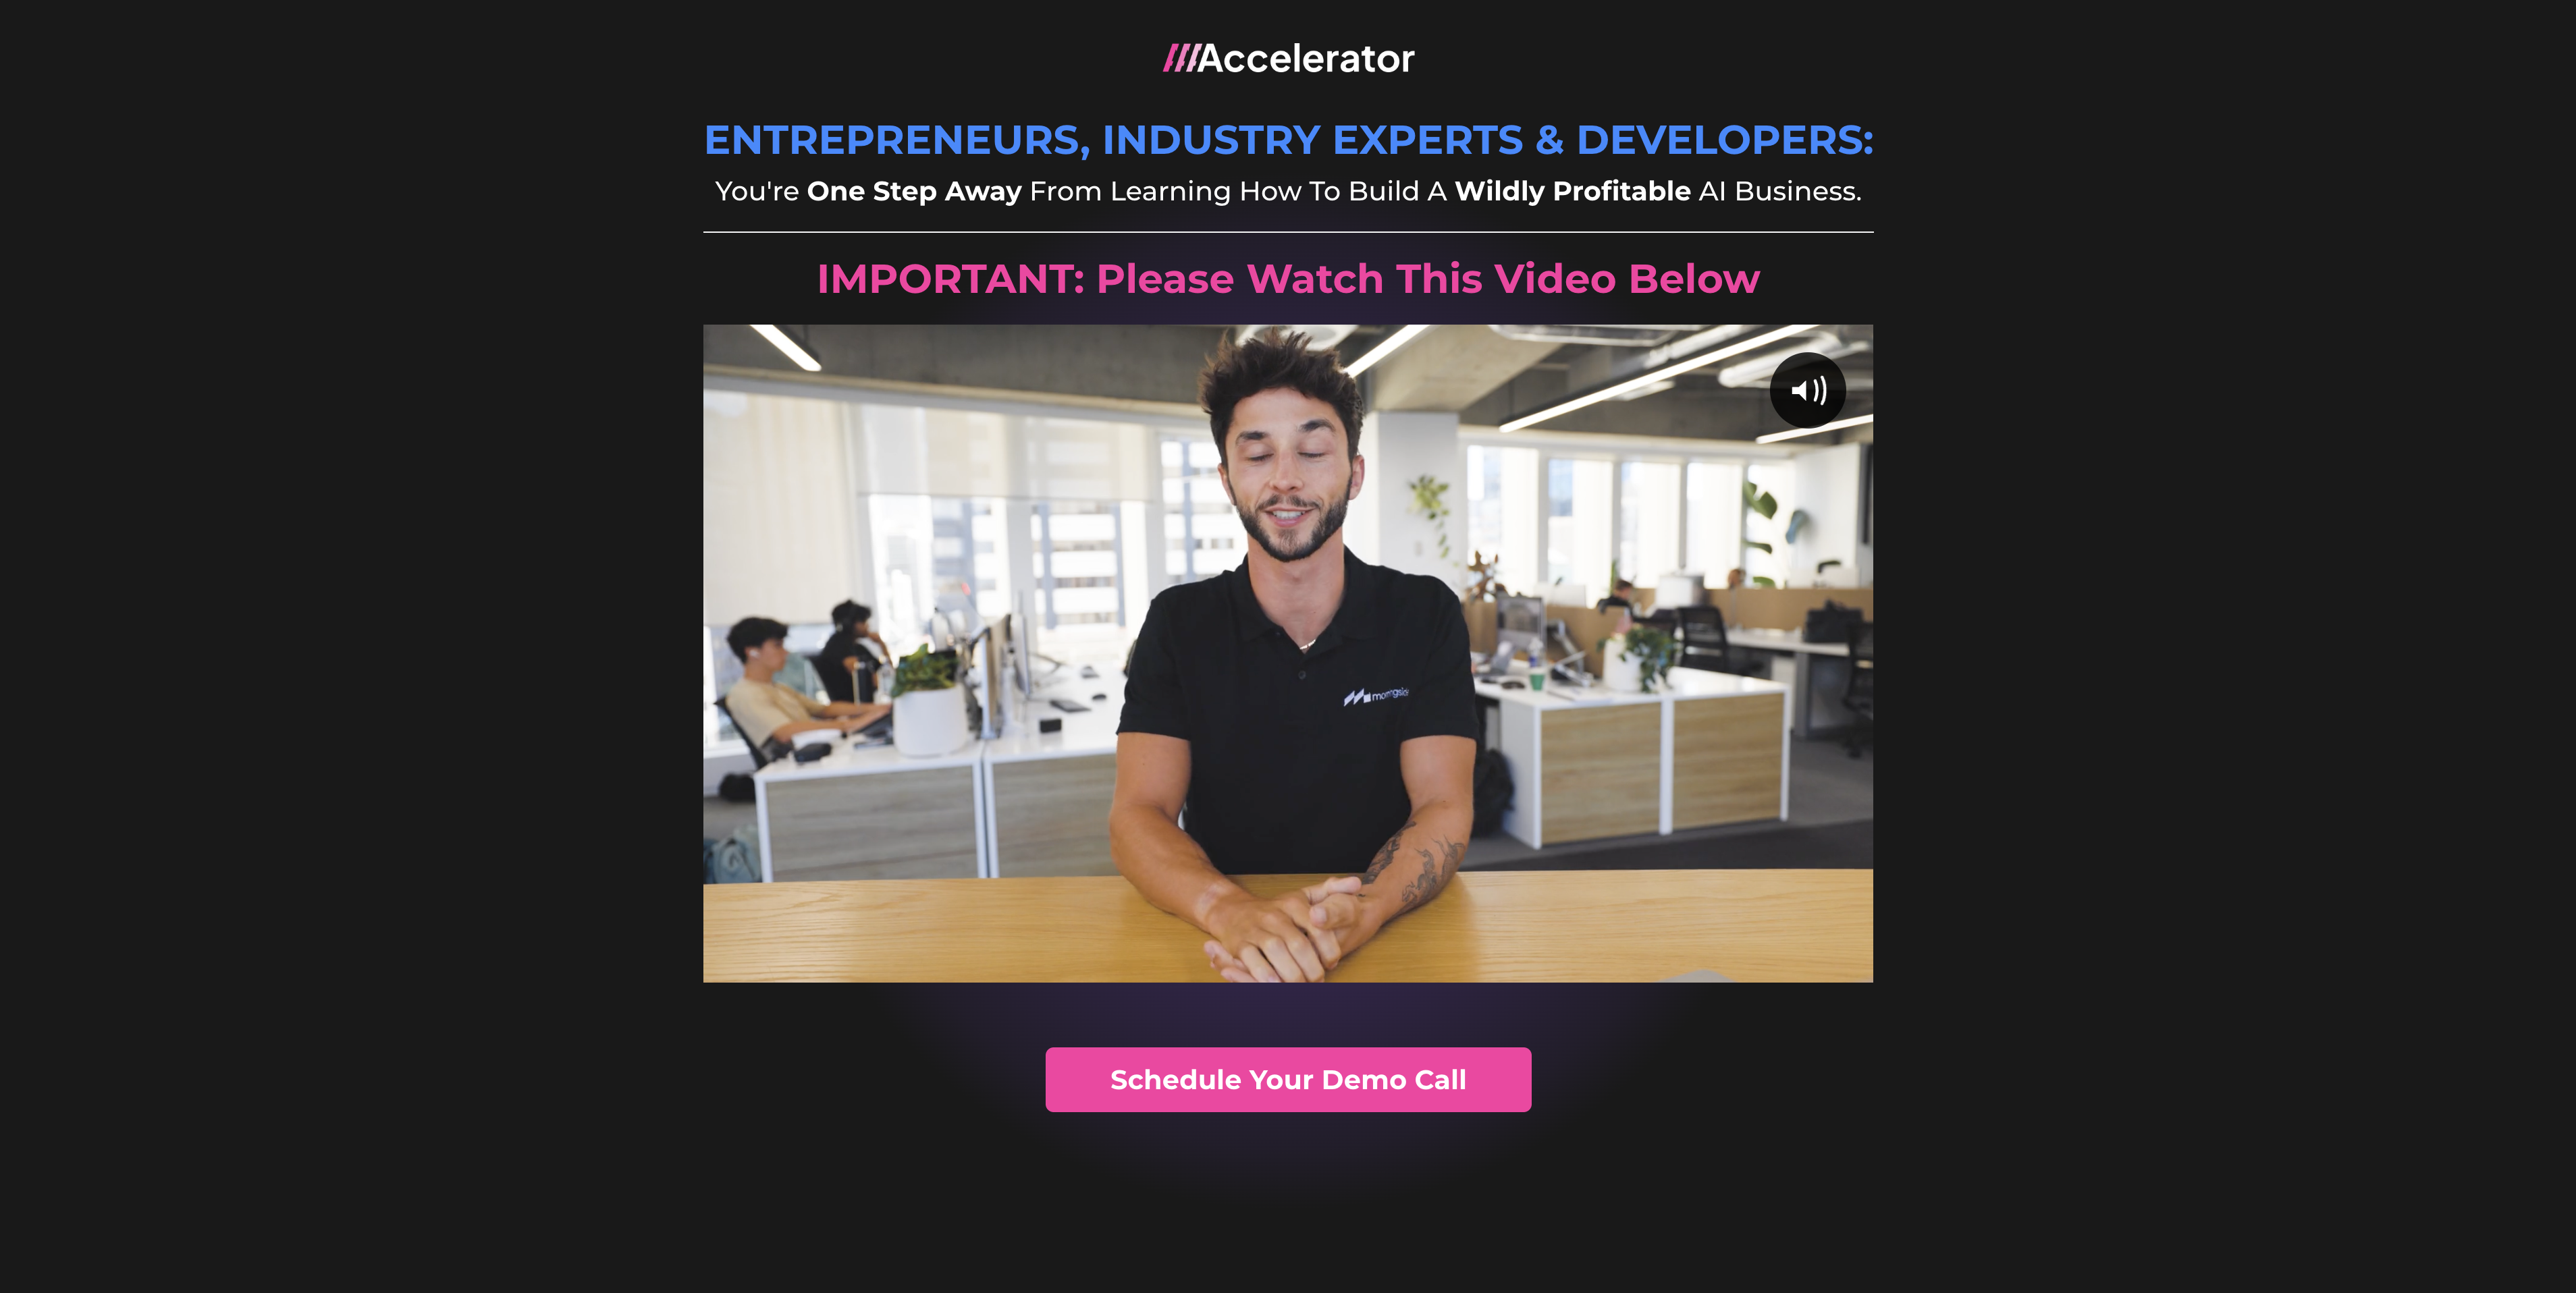 Accelerator
ENTREPRENEURS, INDUSTRY EXPERTS & DEVELOPERS:
You're One Step Away From Learning How To Build A Wildly Profitable AI Business.
IMPORTANT: Please Watch This Video Below
Schedule Your Demo Call